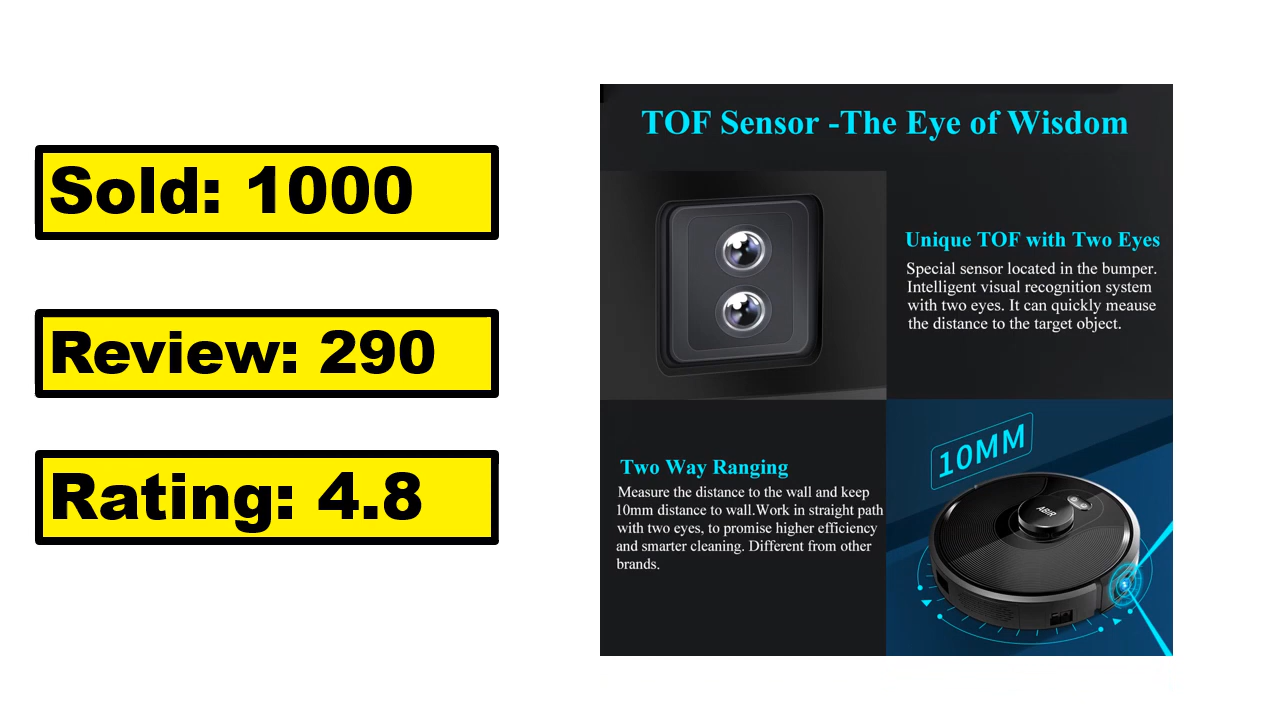 Sold: 1000
Review: 290
Rating: 4.8
TOF Sensor -The Eye of Wisdom
Unique TOF with Two Eyes
Special sensor located in the bumper.
Intelligent visual recognition system
with two eyes. It can quickly meause
the distance to the target object.
Two Way Ranging
Measure the distance to the wall and keep
10mm distance to wall.Work in straight path
with two eyes, to promise higher efficiency
and smarter cleaning. Different from other
brands.
10MM
ABIR